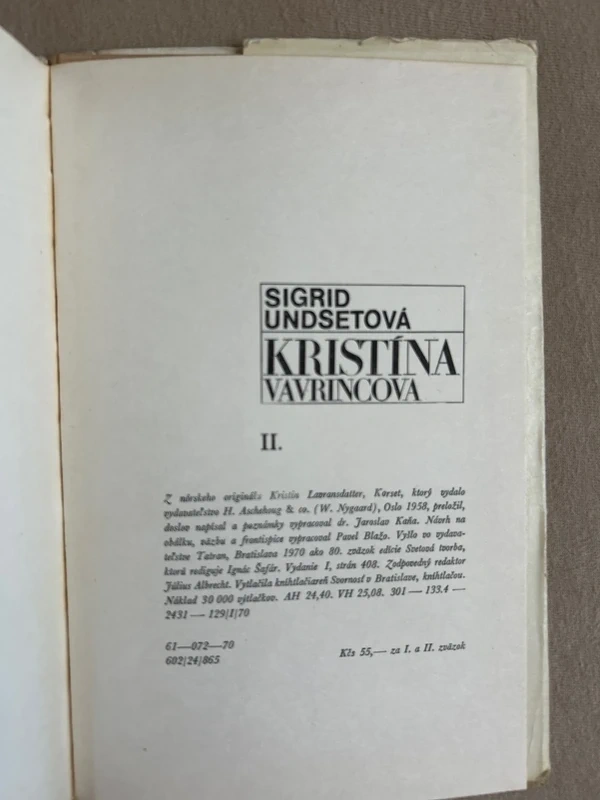 SIGRID
UNDSETOVÁ
KRISTÍNA
VAVRINCOVA
II.
Z nórskeho originálu Kristin Lavransdatter, Korset, ktorý vydalo
vydavateľstvo H. Aschehoug & co. (W. Nygaard), Oslo 1958, preložil,
doslov napísal a poznámky vypracoval dr. Jaroslav Kaňa. Návrh na
obálku, väzbu a frontispice vypracoval Pavel Blažo. Vyšlo vo vydava-
teľstve Tatran, Bratislava 1970 ako 80. zväzok edície Svetová tvorba,
ktorú rediguje Ignác Šafár. Vydanie I, strán 408. Zodpovedný redaktor
Július Albrecht. Vytlačila kníhtlačiareň Svornosť v Bratislave, kníhtlačou.
Náklad 30 000 výtlačkov. AH 24,40. VH 25,08. 301 — 133.4 —
2431 — 129/I/70
61—072—70
602/24/865
Kčs 55,— za I. a II. zväzok